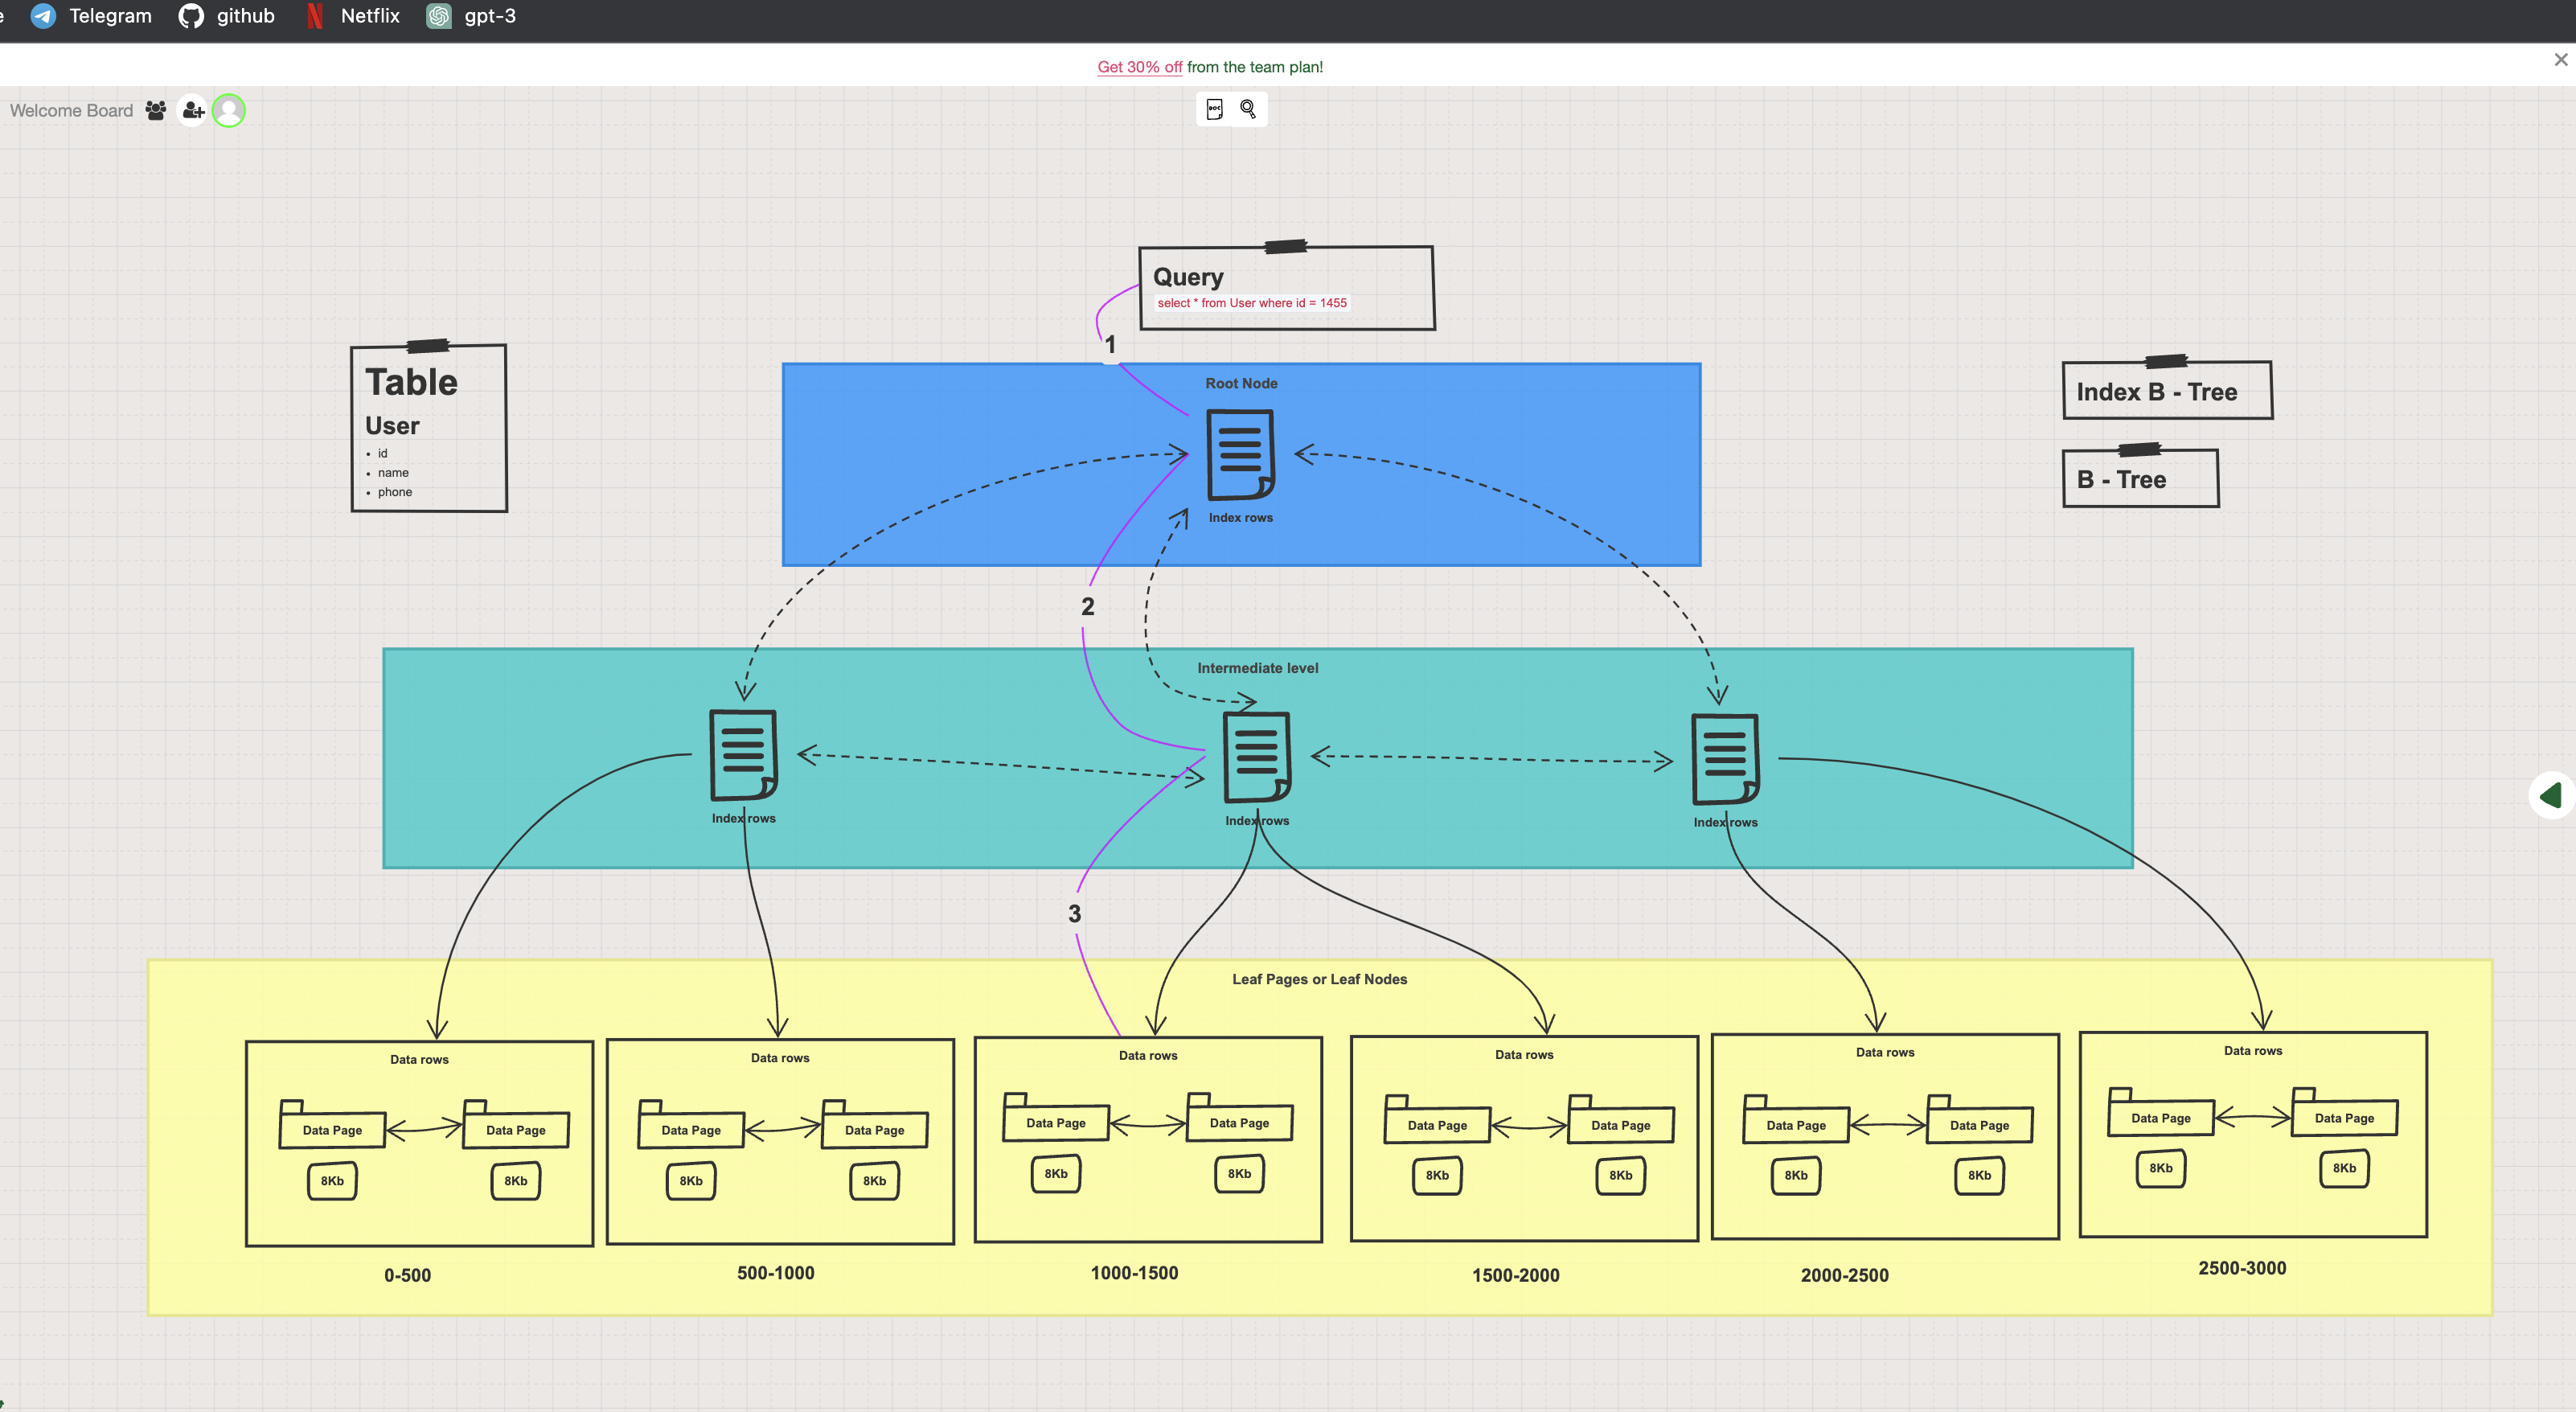 Telegram github Netflix gpt-3
Get 30% off from the team plan!
Welcome Board
DOC
Query
select * from User where id = 1455
1
Table
User
• id
• name
• phone
Root Node
Index rows
Index B - Tree
B - Tree
2
Intermediate level
Index rows
Index rows
Index rows
3
Leaf Pages or Leaf Nodes
Data rows
Data Page Data Page
8Kb 8Kb
0-500
Data rows
Data Page Data Page
8Kb 8Kb
500-1000
Data rows
Data Page Data Page
8Kb 8Kb
1000-1500
Data rows
Data Page Data Page
8Kb 8Kb
1500-2000
Data rows
Data Page Data Page
8Kb 8Kb
2000-2500
Data rows
Data Page Data Page
8Kb 8Kb
2500-3000